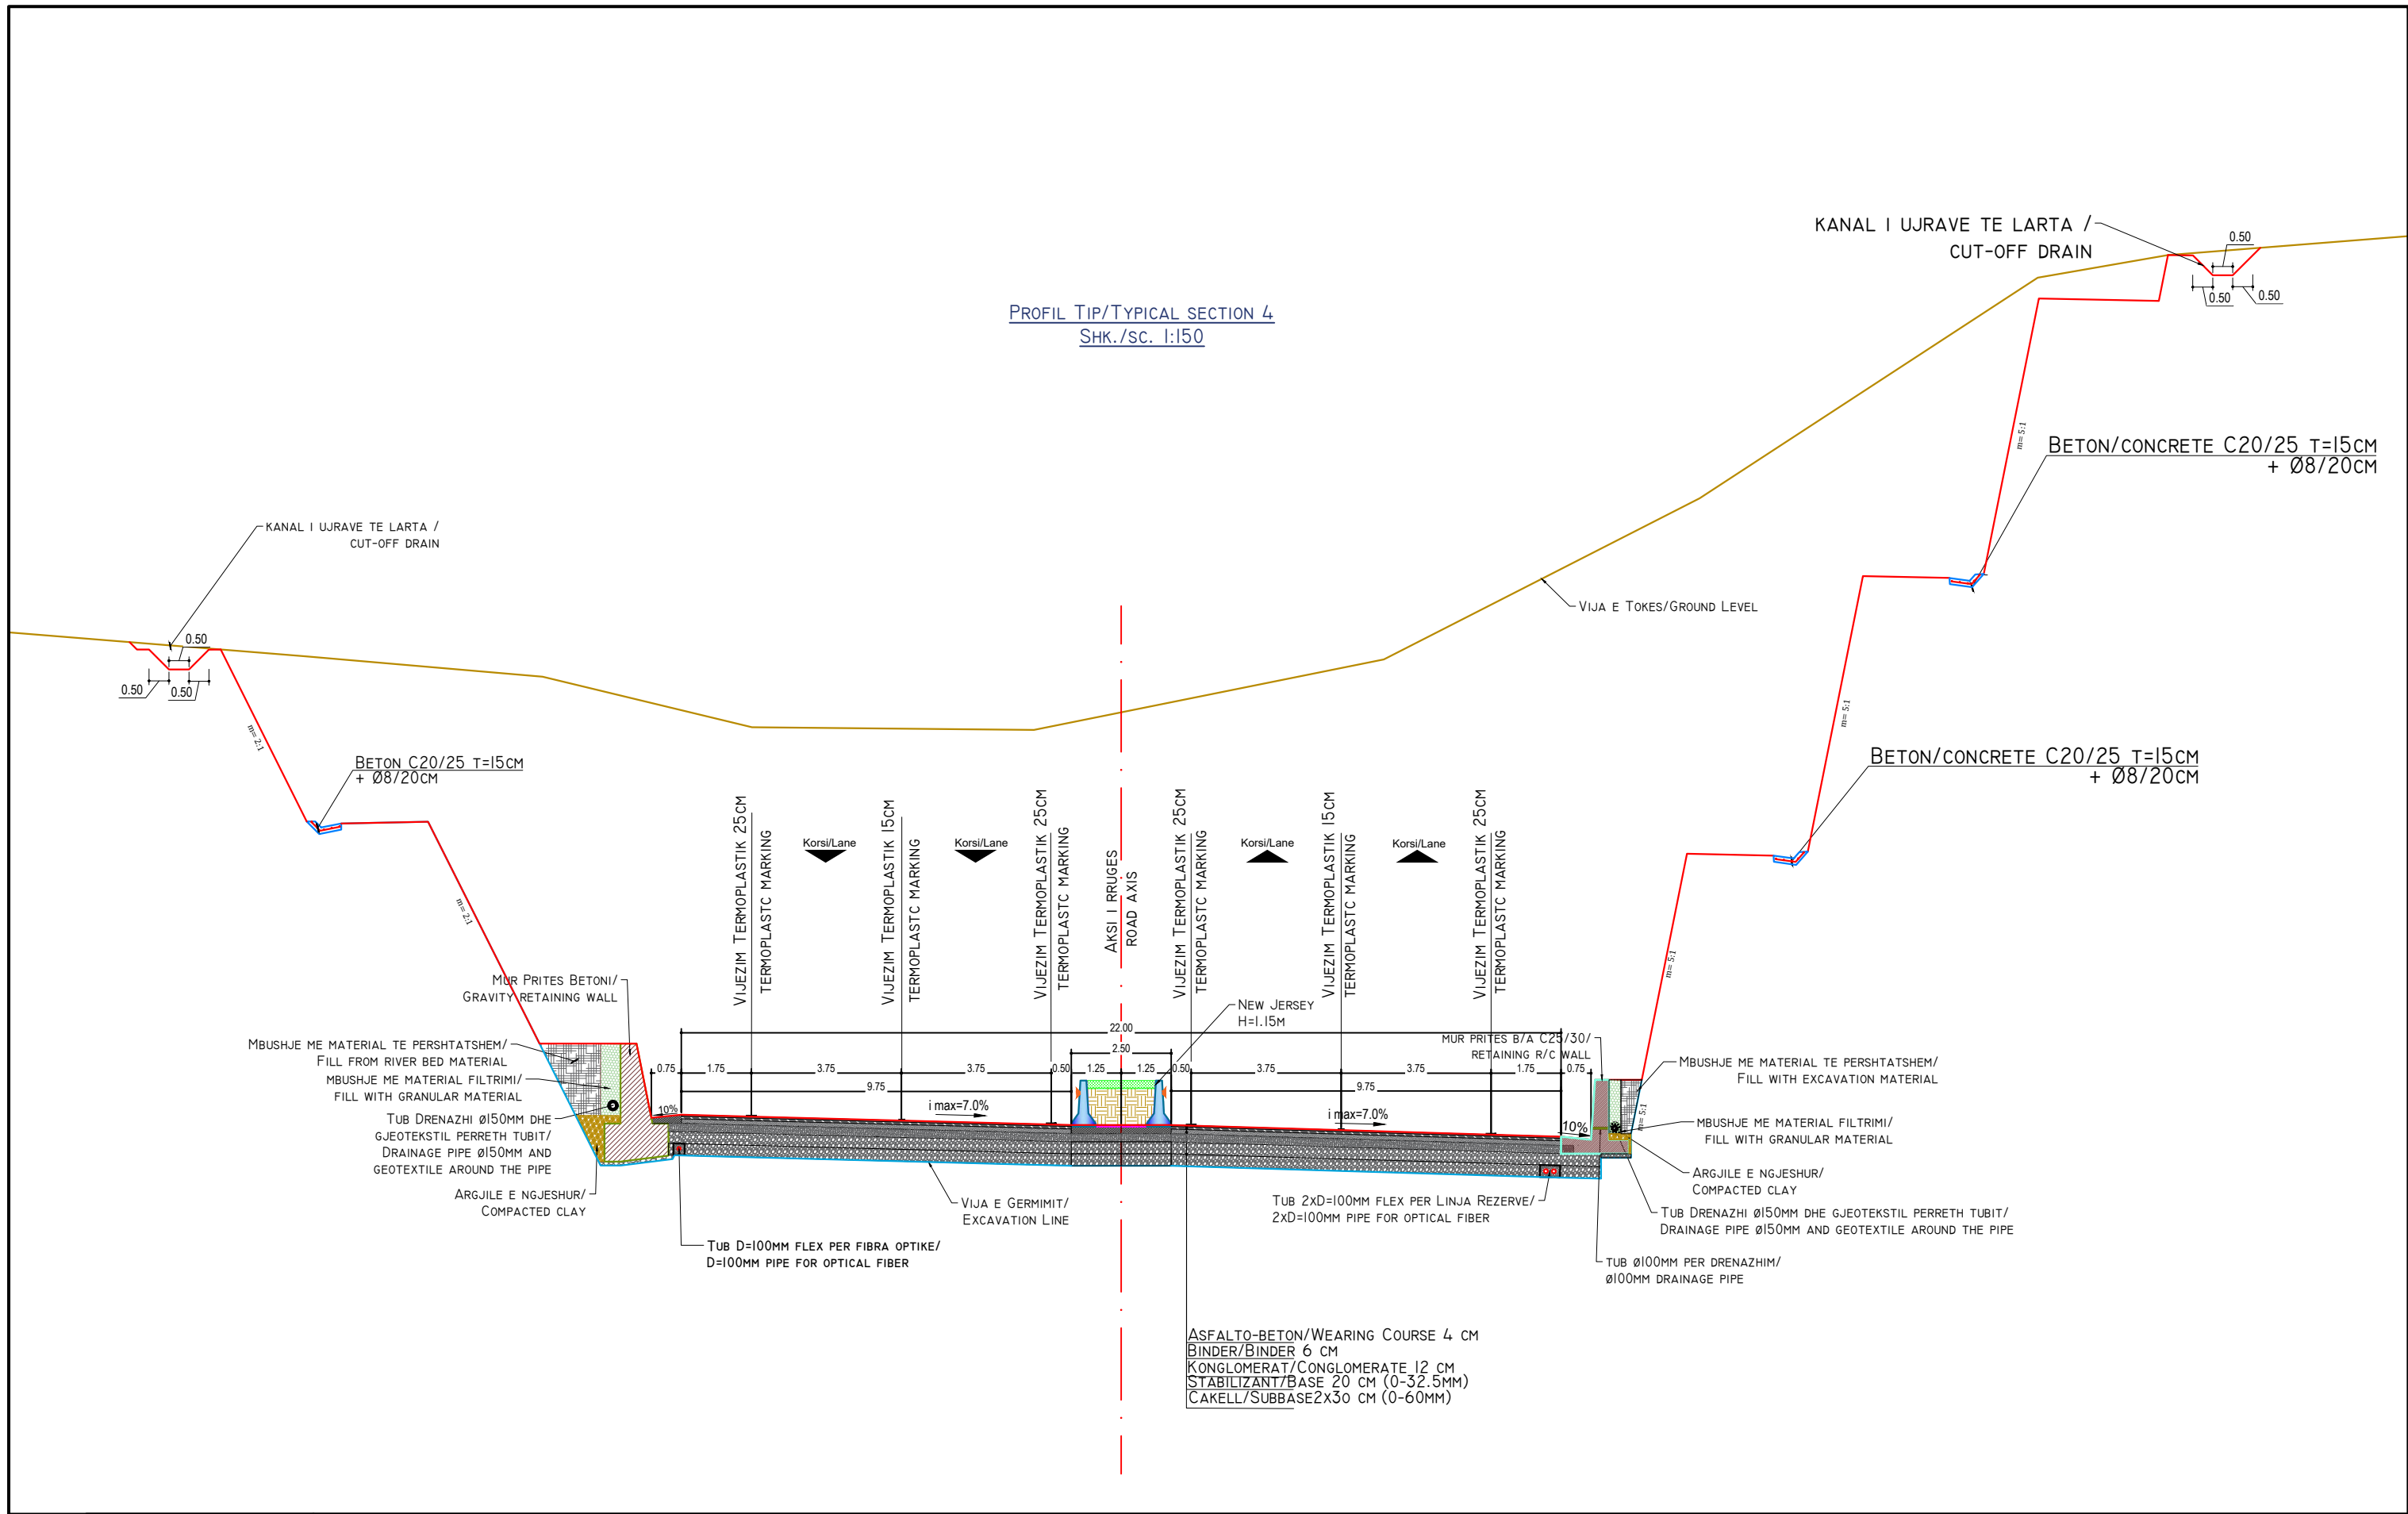 PROFIL TIP/TYPICAL SECTION 4
SHK./SC. 1:150
KANAL I UJRAVE TE LARTA /
CUT-OFF DRAIN
0.50
0.50
0.50
BETON/CONCRETE C20/25 T=15CM
+ Ø8/20CM
m= 5:1
KANAL I UJRAVE TE LARTA /
CUT-OFF DRAIN
0.50
0.50
0.50
VIJA E TOKES/GROUND LEVEL
m= 2:1
m= 5:1
BETON C20/25 T=15CM
+ Ø8/20CM
BETON/CONCRETE C20/25 T=15CM
+ Ø8/20CM
VIJEZIM TERMOPLASTIK 25CM
TERMOPLASTC MARKING
Korsi/Lane
VIJEZIM TERMOPLASTIK 15CM
TERMOPLASTC MARKING
Korsi/Lane
VIJEZIM TERMOPLASTIK 25CM
TERMOPLASTC MARKING
AKSI I RRUGES
ROAD AXIS
VIJEZIM TERMOPLASTIK 25CM
TERMOPLASTC MARKING
Korsi/Lane
VIJEZIM TERMOPLASTIK 15CM
TERMOPLASTC MARKING
Korsi/Lane
VIJEZIM TERMOPLASTIK 25CM
TERMOPLASTC MARKING
m= 2:1
m= 5:1
MUR PRITES BETONI/
GRAVITY RETAINING WALL
NEW JERSEY
H=1.15M
22.00
2.50
0.75
1.75
3.75
3.75
0.50
1.25
1.25
0.50
3.75
3.75
1.75
0.75
9.75
9.75
10%
i max=7.0%
i max=7.0%
10%
m= 5:1
MBUSHJE ME MATERIAL TE PERSHTATSHEM/
FILL FROM RIVER BED MATERIAL
MBUSHJE ME MATERIAL FILTRIMI/
FILL WITH GRANULAR MATERIAL
TUB DRENAZHI Ø150MM DHE
GJEOTEKSTIL PERRETH TUBIT/
DRAINAGE PIPE Ø150MM AND
GEOTEXTILE AROUND THE PIPE
ARGJILE E NGJESHUR/
COMPACTED CLAY
MUR PRITES B/A C25/30/
RETAINING R/C WALL
MBUSHJE ME MATERIAL TE PERSHTATSHEM/
FILL WITH EXCAVATION MATERIAL
MBUSHJE ME MATERIAL FILTRIMI/
FILL WITH GRANULAR MATERIAL
ARGJILE E NGJESHUR/
COMPACTED CLAY
TUB DRENAZHI Ø150MM DHE GJEOTEKSTIL PERRETH TUBIT/
DRAINAGE PIPE Ø150MM AND GEOTEXTILE AROUND THE PIPE
TUB Ø100MM PER DRENAZHIM/
Ø100MM DRAINAGE PIPE
VIJA E GERMIMIT/
EXCAVATION LINE
TUB 2XD=100MM FLEX PER LINJA REZERVE/
2XD=100MM PIPE FOR OPTICAL FIBER
TUB D=100MM FLEX PER FIBRA OPTIKE/
D=100MM PIPE FOR OPTICAL FIBER
ASFALTO-BETON/WEARING COURSE 4 CM
BINDER/BINDER 6 CM
KONGLOMERAT/CONGLOMERATE 12 CM
STABILIZANT/BASE 20 CM (0-32.5MM)
CAKELL/SUBBASE2X30 CM (0-60MM)